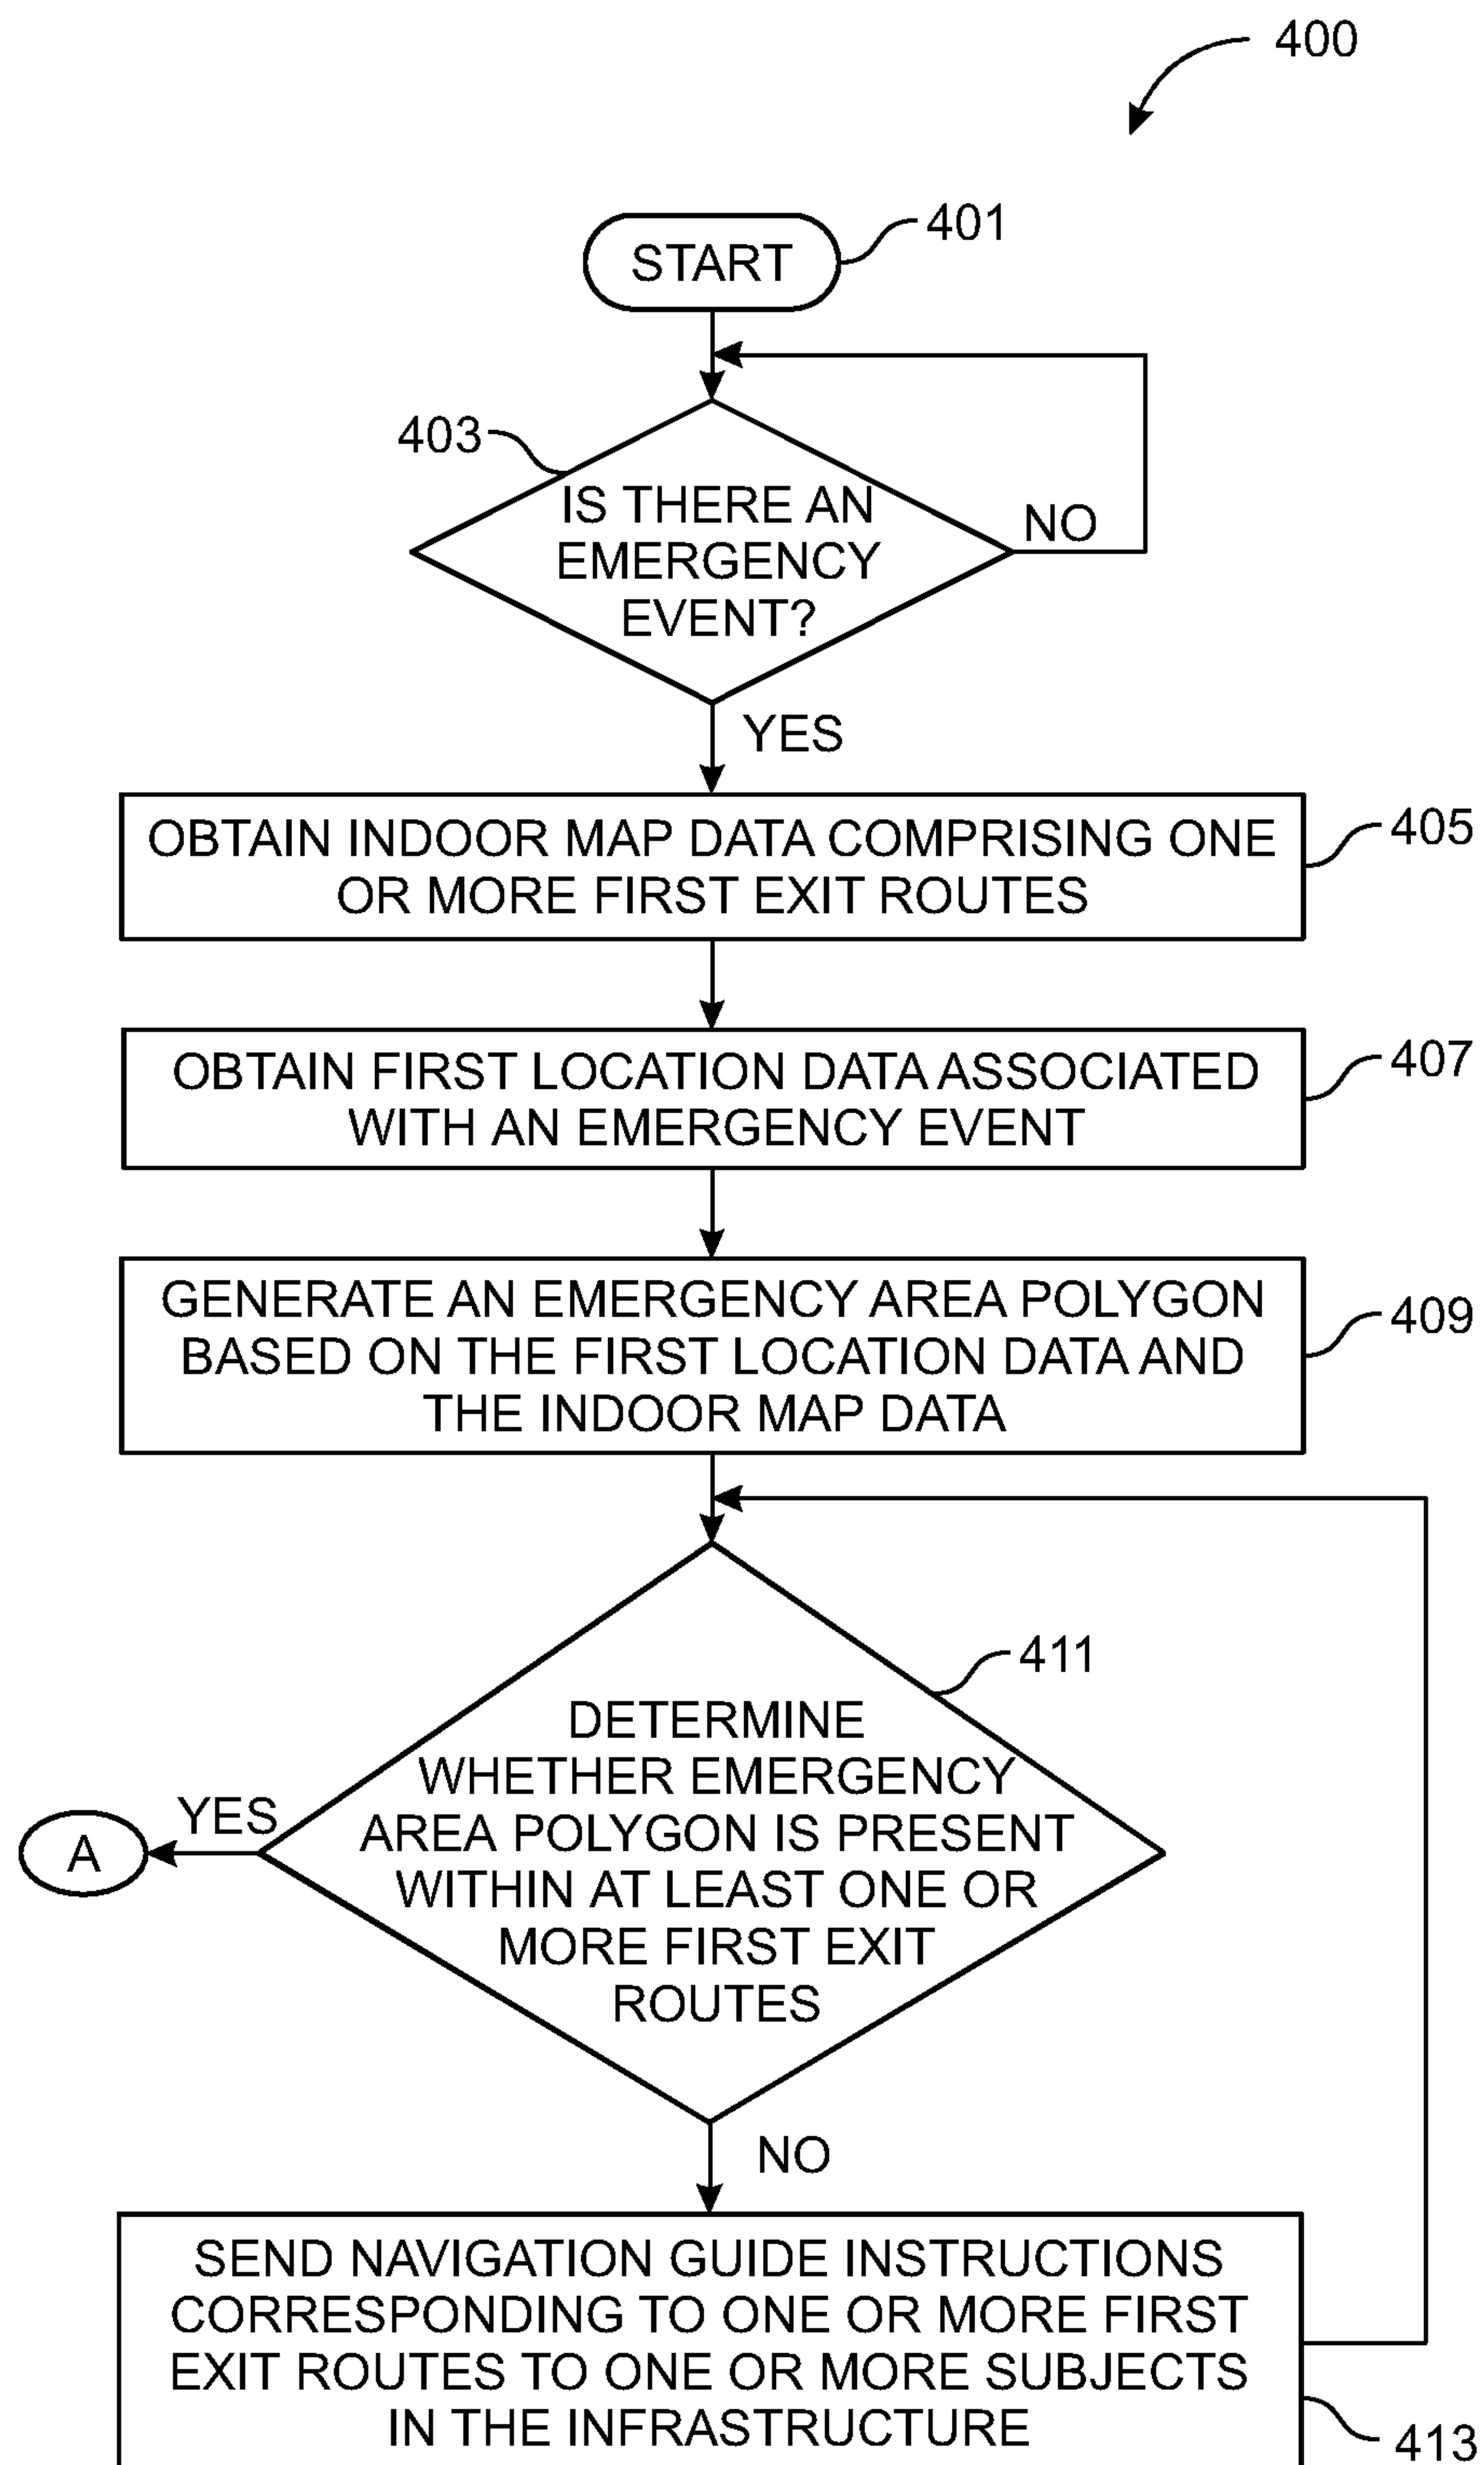 400
START
401
403
IS THERE AN
EMERGENCY
EVENT?
NO
YES
OBTAIN INDOOR MAP DATA COMPRISING ONE
OR MORE FIRST EXIT ROUTES
405
OBTAIN FIRST LOCATION DATA ASSOCIATED
WITH AN EMERGENCY EVENT
407
GENERATE AN EMERGENCY AREA POLYGON
BASED ON THE FIRST LOCATION DATA AND
THE INDOOR MAP DATA
409
411
DETERMINE
WHETHER EMERGENCY
AREA POLYGON IS PRESENT
WITHIN AT LEAST ONE OR
MORE FIRST EXIT
ROUTES
YES
A
NO
SEND NAVIGATION GUIDE INSTRUCTIONS
CORRESPONDING TO ONE OR MORE FIRST
EXIT ROUTES TO ONE OR MORE SUBJECTS
IN THE INFRASTRUCTURE
413